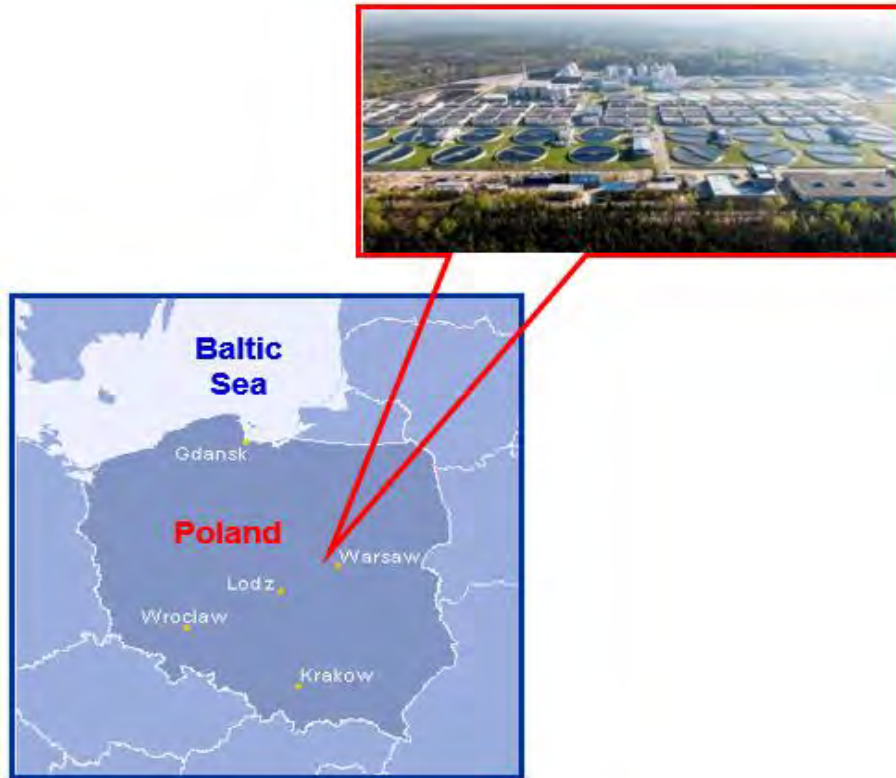 Baltic
Sea
Gdansk
Poland
Warsaw
Lodz
Wroclaw
Krakow